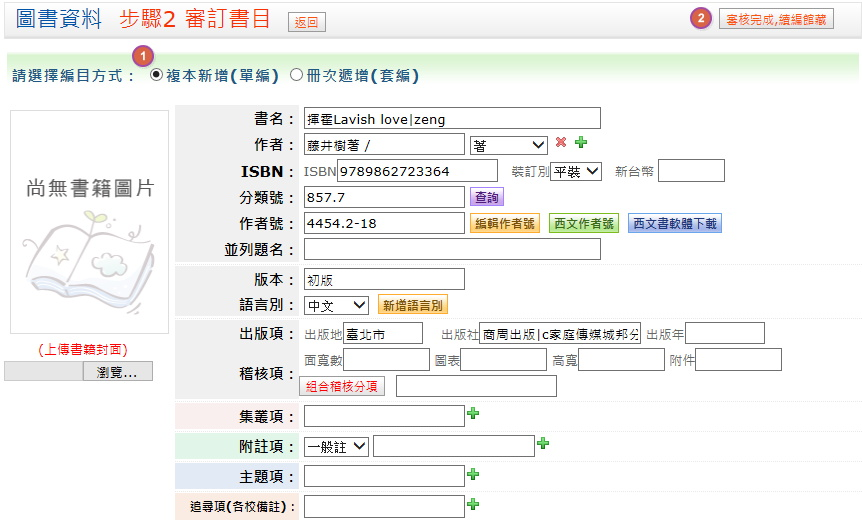 圖書資料 步驟2 審訂書目 返回 2 審核完成,續編館藏
1
請選擇編目方式： 複本新增(單編) 冊次遞增(套編)
書名： 揮霍Lavish love|zeng
作者： 藤井樹著 / 著
ISBN： ISBN 9789862723364 裝訂別 平裝 新台幣
尚無書籍圖片
分類號： 857.7 查詢
作者號： 4454.2-18 編輯作者號 西文作者號 西文書軟體下載
並列題名：
版本： 初版
語言別： 中文 新增語言別
出版項： 出版地 臺北市 出版社 商周出版|c家庭傳媒城邦分 出版年
(上傳書籍封面)
瀏覽...
稽核項： 面寬數 圖表 高寬 附件
組合稽核分項
集叢項：
附註項： 一般註
主題項：
追尋項(各校備註)：